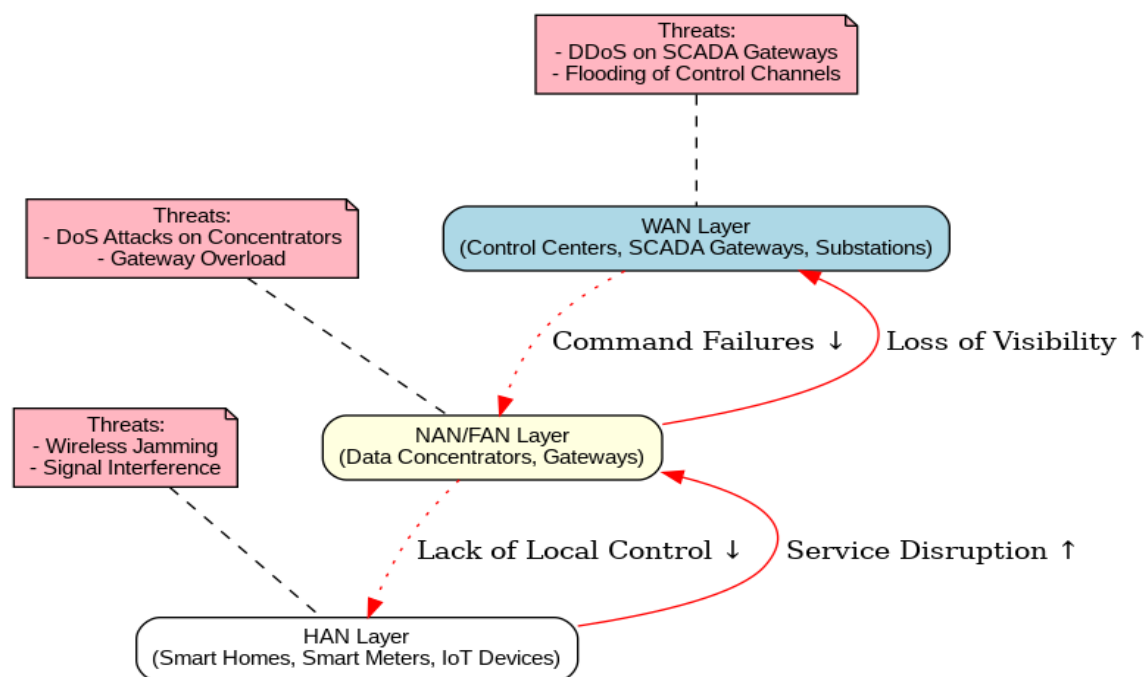 Threats:
- DDoS on SCADA Gateways
- Flooding of Control Channels
Threats:
- DoS Attacks on Concentrators
- Gateway Overload
WAN Layer
(Control Centers, SCADA Gateways, Substations)
Command Failures ↓
Loss of Visibility ↑
Threats:
- Wireless Jamming
- Signal Interference
NAN/FAN Layer
(Data Concentrators, Gateways)
Lack of Local Control ↓
Service Disruption ↑
HAN Layer
(Smart Homes, Smart Meters, IoT Devices)